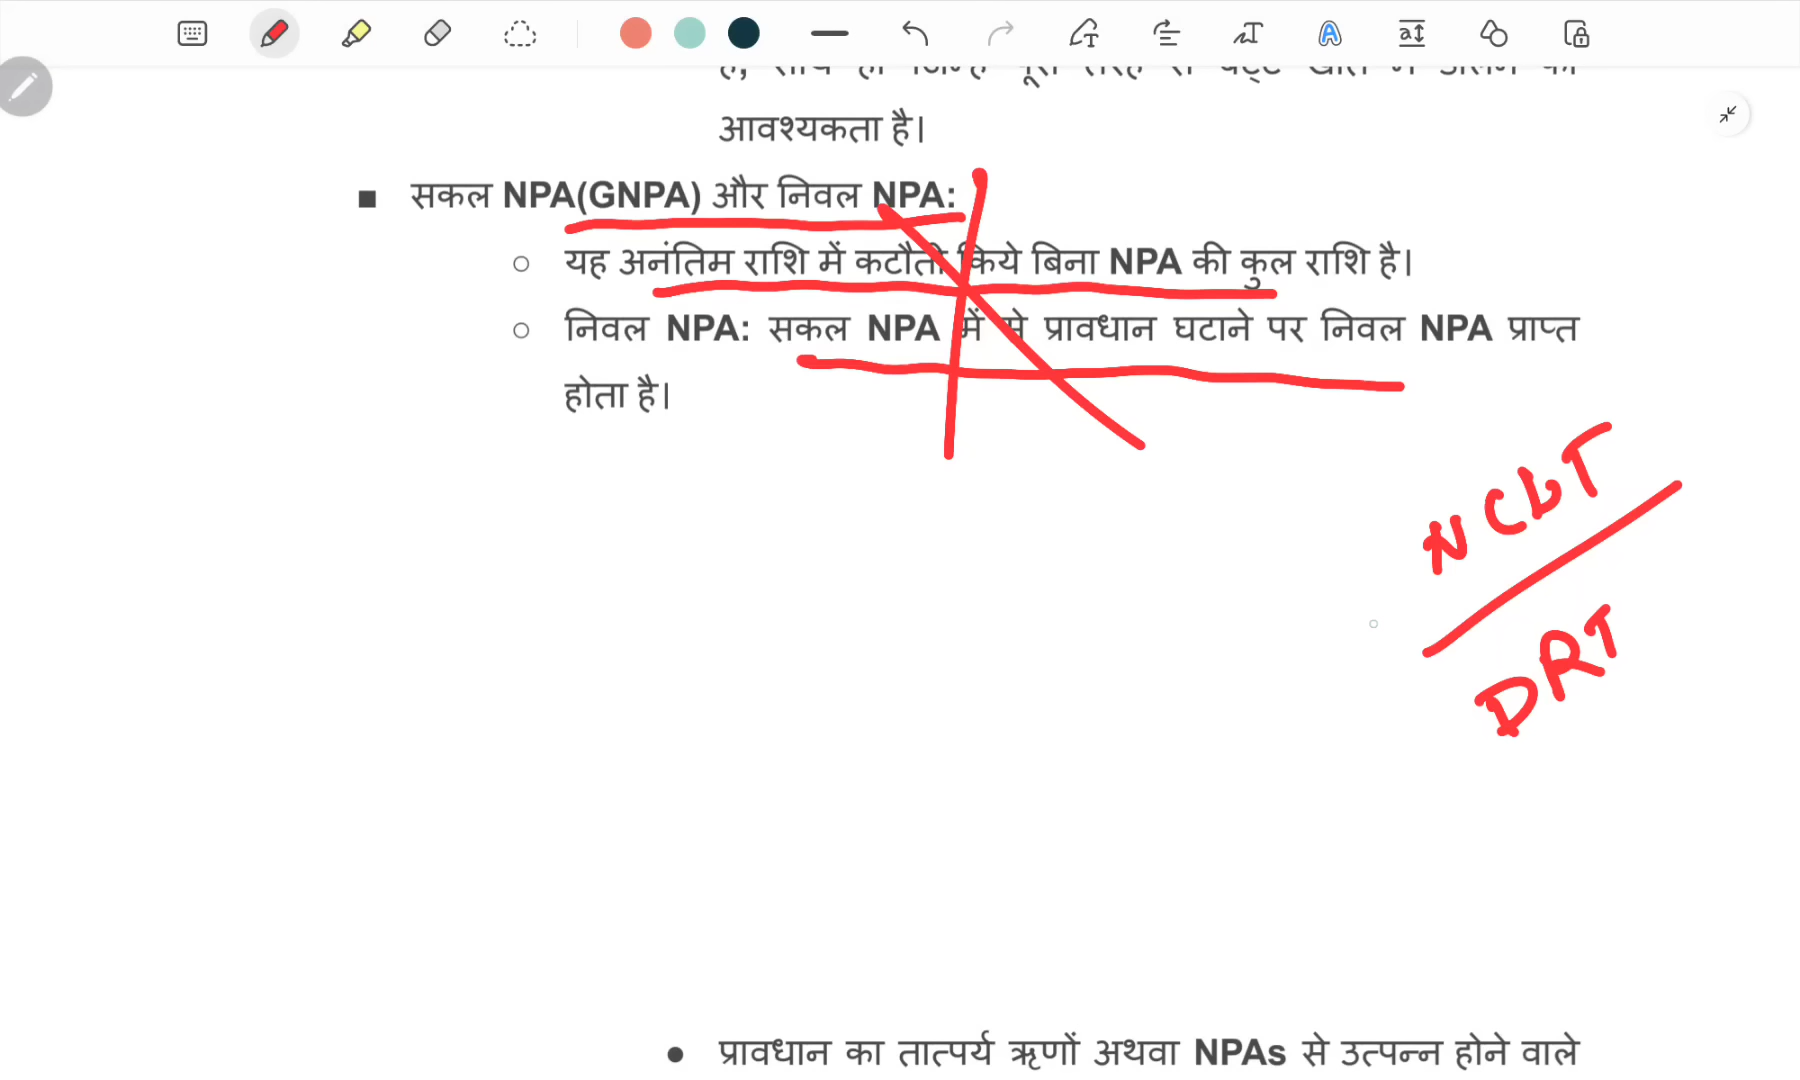 आवश्यकता है।
■ सकल NPA(GNPA) और निवल NPA:
○ यह अनंतिम राशि में कटौती किये बिना NPA की कुल राशि है।
○ निवल NPA: सकल NPA में से प्रावधान घटाने पर निवल NPA प्राप्त
होता है।
NCLT
DRT
● प्रावधान का तात्पर्य ऋणों अथवा NPAs से उत्पन्न होने वाले